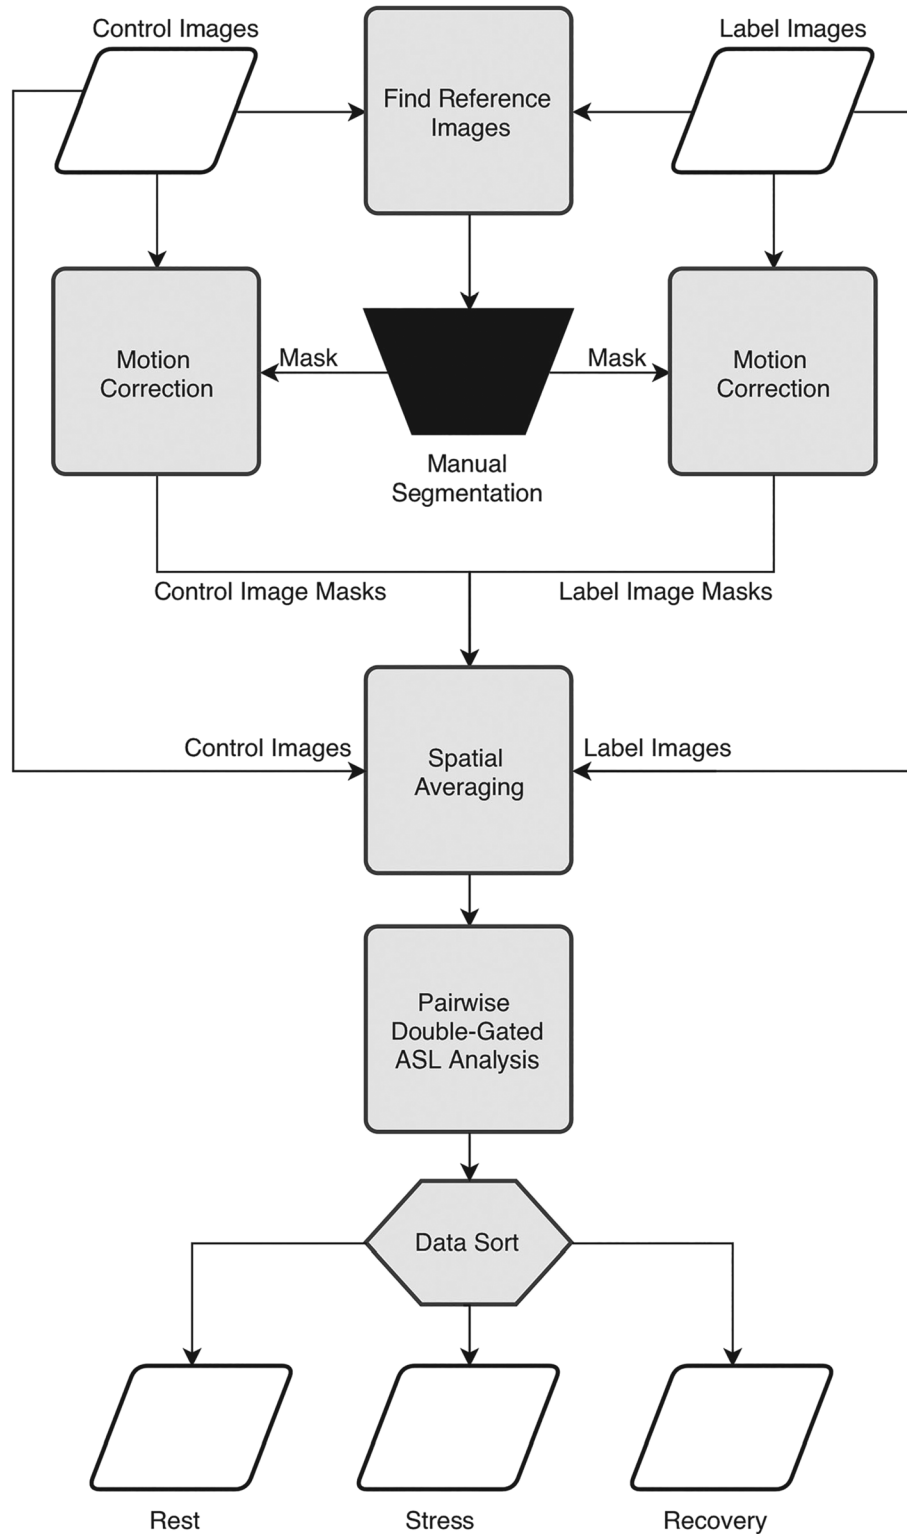 Control Images
Label Images
Find Reference
Images
Motion
Correction
Mask
Mask
Motion
Correction
Manual
Segmentation
Control Image Masks
Label Image Masks
Control Images
Spatial
Averaging
Label Images
Pairwise
Double-Gated
ASL Analysis
Data Sort
Rest
Stress
Recovery